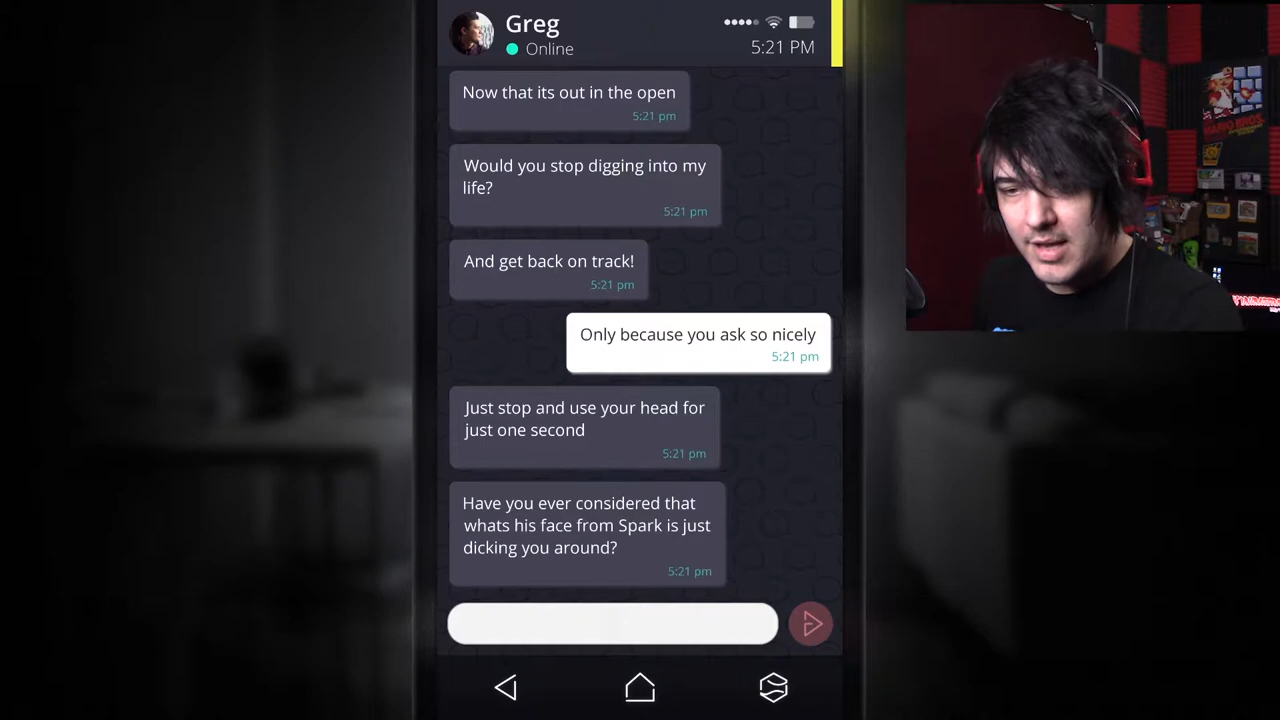 Greg
Online
5:21 PM
Now that its out in the open
5:21 pm
Would you stop digging into my
life?
5:21 pm
And get back on track!
5:21 pm
Only because you ask so nicely
5:21 pm
Just stop and use your head for
just one second
5:21 pm
Have you ever considered that
whats his face from Spark is just
dicking you around?
5:21 pm
MARIO BROS.